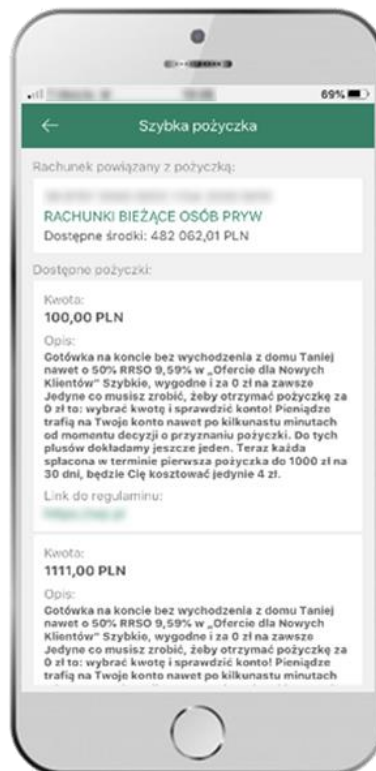 69%
Szybka pożyczka
Rachunek powiązany z pożyczką:
RACHUNKI BIEŻĄCE OSÓB PRYW
Dostępne środki: 482 062,01 PLN
Dostępne pożyczki:
Kwota:
100,00 PLN
Opis:
Gotówka na koncie bez wychodzenia z domu Taniej
nawet o 50% RRSO 9,59% w „Ofercie dla Nowych
Klientów" Szybkie, wygodne i za 0 zł na zawsze
Jedyne co musisz zrobić, żeby otrzymać pożyczkę za
0 zł to: wybrać kwotę i sprawdzić konto! Pieniądze
trafią na Twoje konto nawet po kilkunastu minutach
od momentu decyzji o przyznaniu pożyczki. Do tych
plusów dokładamy jeszcze jeden. Teraz każda
spłacona w terminie pierwsza pożyczka do 1000 zł na
30 dni, będzie Cię kosztować jedynie 4 zł.
Link do regulaminu:
Kwota:
1111,00 PLN
Opis:
Gotówka na koncie bez wychodzenia z domu Taniej
nawet o 50% RRSO 9,59% w „Ofercie dla Nowych
Klientów" Szybkie, wygodne i za 0 zł na zawsze
Jedyne co musisz zrobić, żeby otrzymać pożyczkę za
0 zł to: wybrać kwotę i sprawdzić konto! Pieniądze
trafią na Twoje konto nawet po kilkunastu minutach